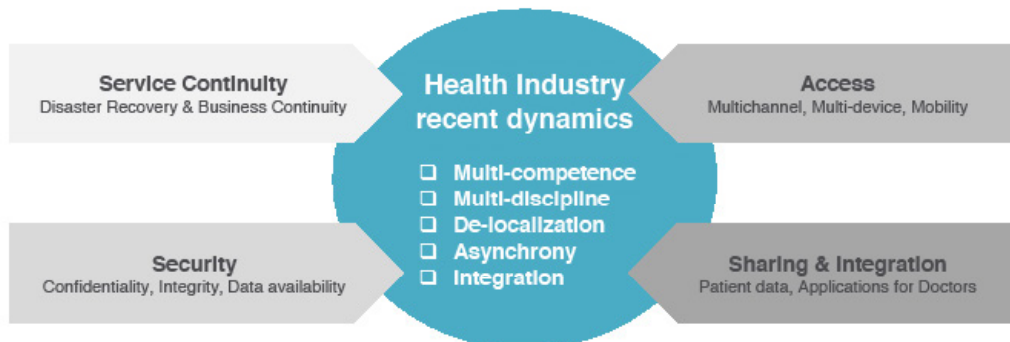 Service Continuity
Disaster Recovery & Business Continuity
Health Industry
recent dynamics
Access
Multichannel, Multi-device, Mobility
❑ Multi-competence
❑ Multi-discipline
❑ De-localization
❑ Asynchrony
❑ Integration
Security
Confidentiality, Integrity, Data availability
Sharing & Integration
Patient data, Applications for Doctors